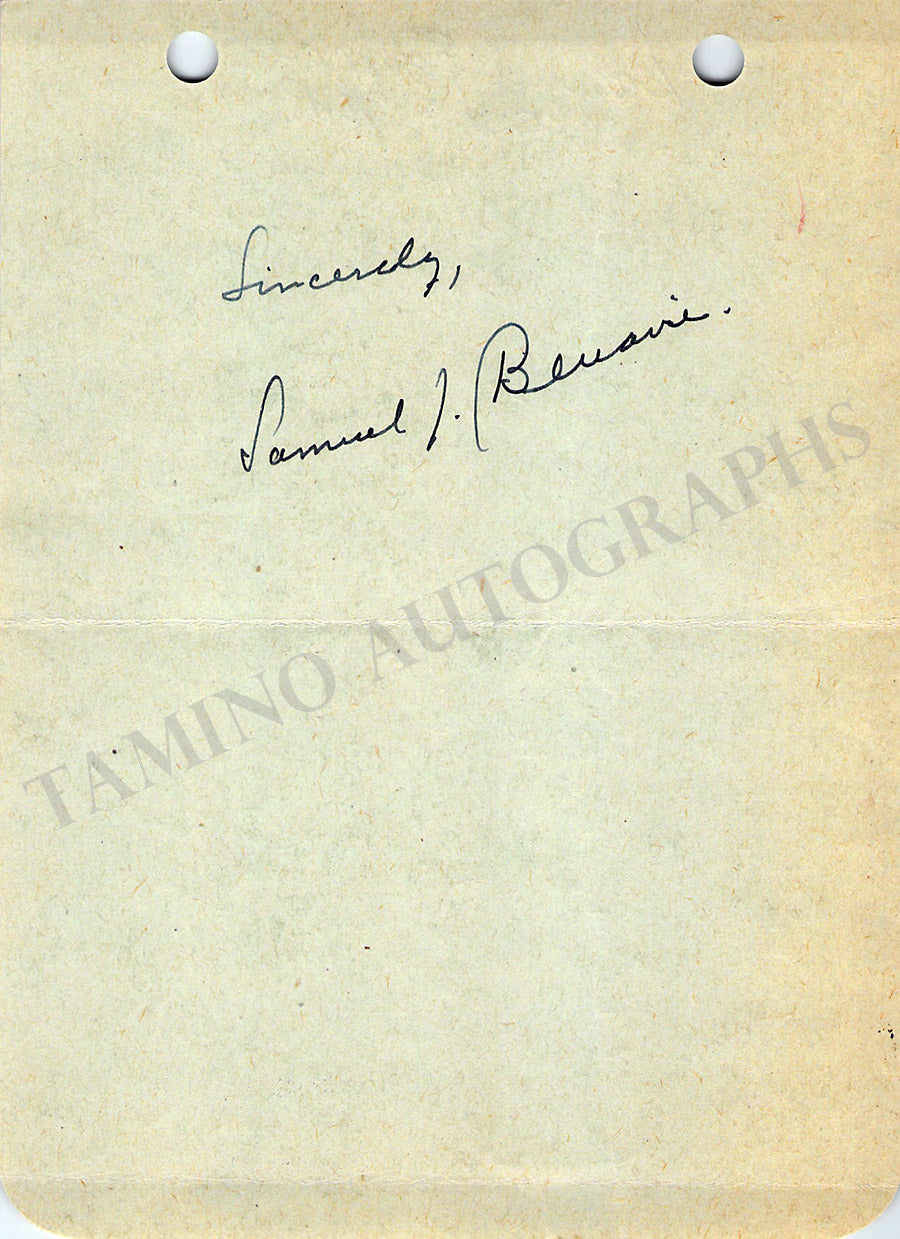 Sincerely,
Samuel J. Benavie.
TAMINO AUTOGRAPHS